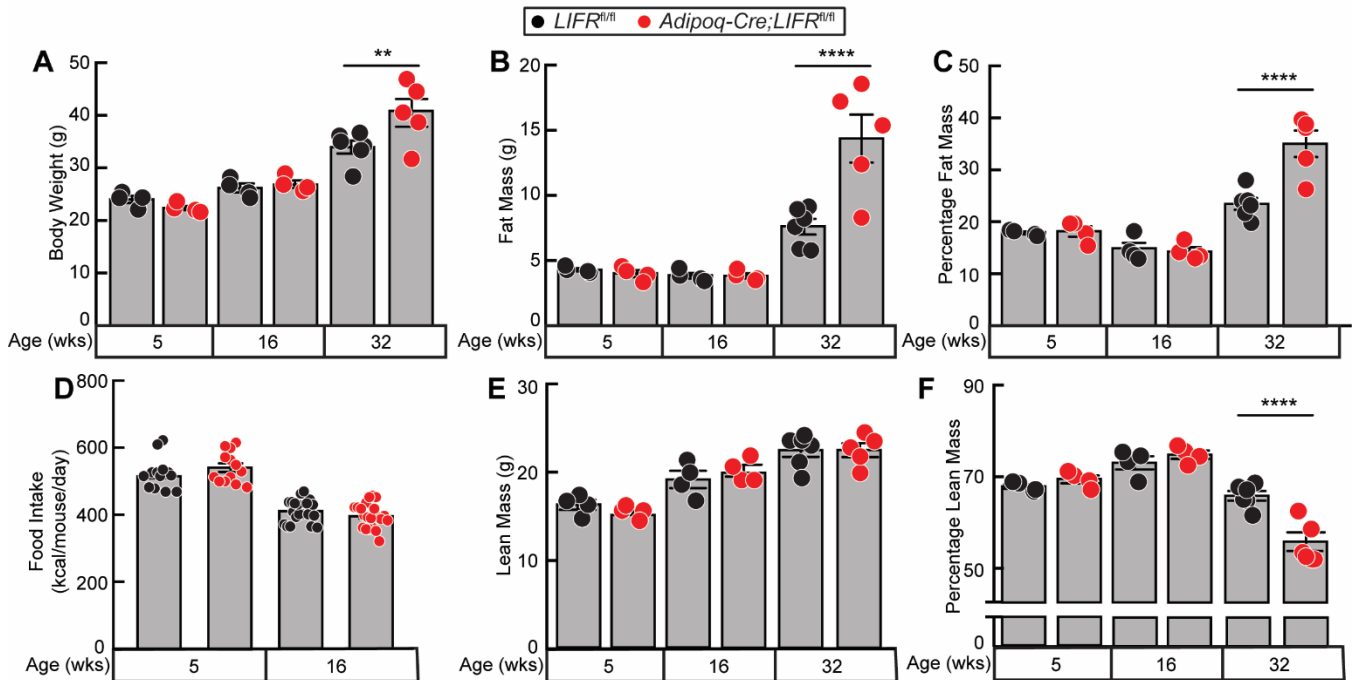 LIFRfl/fl Adipoq-Cre;LIFRfl/fl
A
Body Weight (g)
50
40
30
20
10
0
**
Age (wks) 5 16 32
B
Fat Mass (g)
20
15
10
5
0
****
Age (wks) 5 16 32
C
Percentage Fat Mass
50
40
30
20
10
0
****
Age (wks) 5 16 32
D
Food Intake
(kcal/mouse/day)
800
600
400
200
0
Age (wks) 5 16
E
Lean Mass (g)
30
20
10
0
Age (wks) 5 16 32
F
Percentage Lean Mass
90
70
50
0
****
Age (wks) 5 16 32